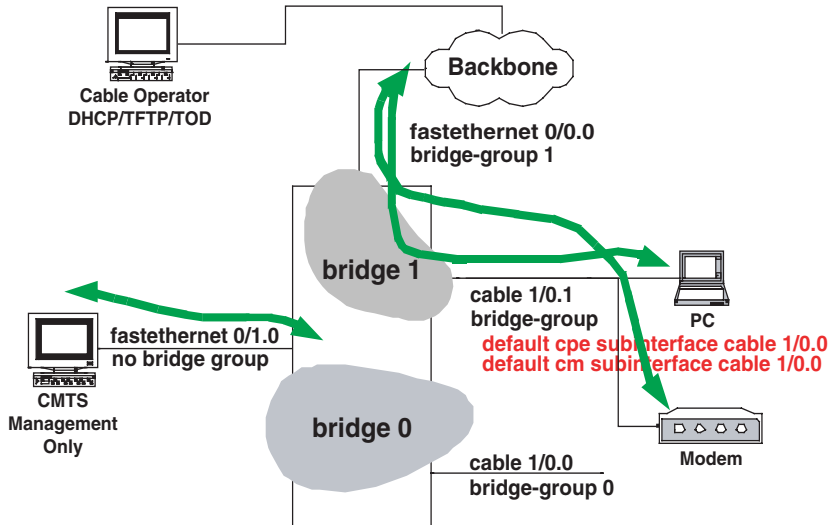 Backbone
Cable Operator
DHCP/TFTP/TOD
fastethernet 0/0.0
bridge-group 1
bridge 1
cable 1/0.1
bridge-group
PC
default cpe subinterface cable 1/0.0
default cm subinterface cable 1/0.0
fastethernet 0/1.0
no bridge group
CMTS
Management
Only
bridge 0
Modem
cable 1/0.0
bridge-group 0